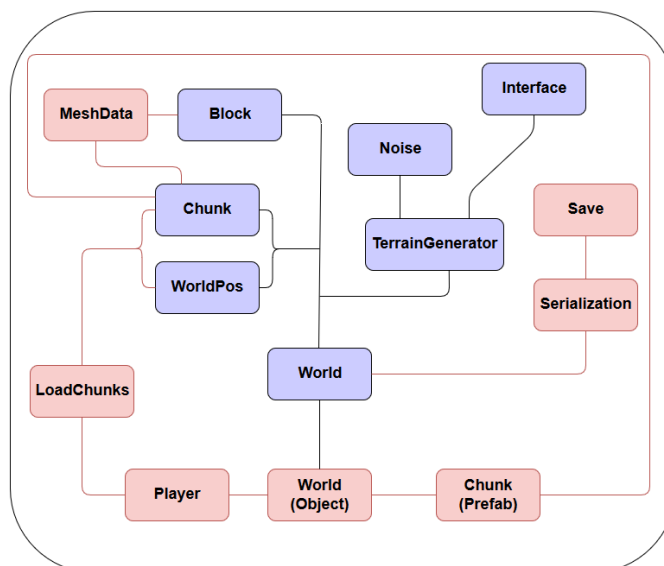 Interface
MeshData
Block
Noise
Chunk
Save
TerrainGenerator
WorldPos
Serialization
World
LoadChunks
Player
World
(Object)
Chunk
(Prefab)